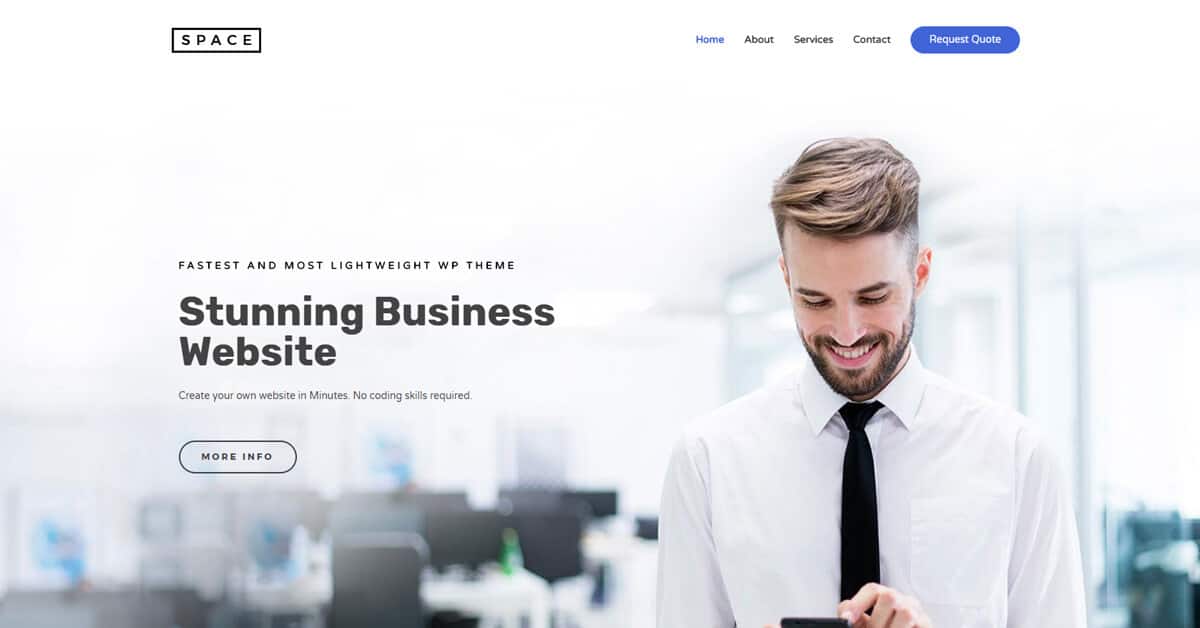 SPACE
Home About Services Contact Request Quote
FASTEST AND MOST LIGHTWEIGHT WP THEME
Stunning Business
Website
Create your own website in Minutes. No coding skills required.
MORE INFO